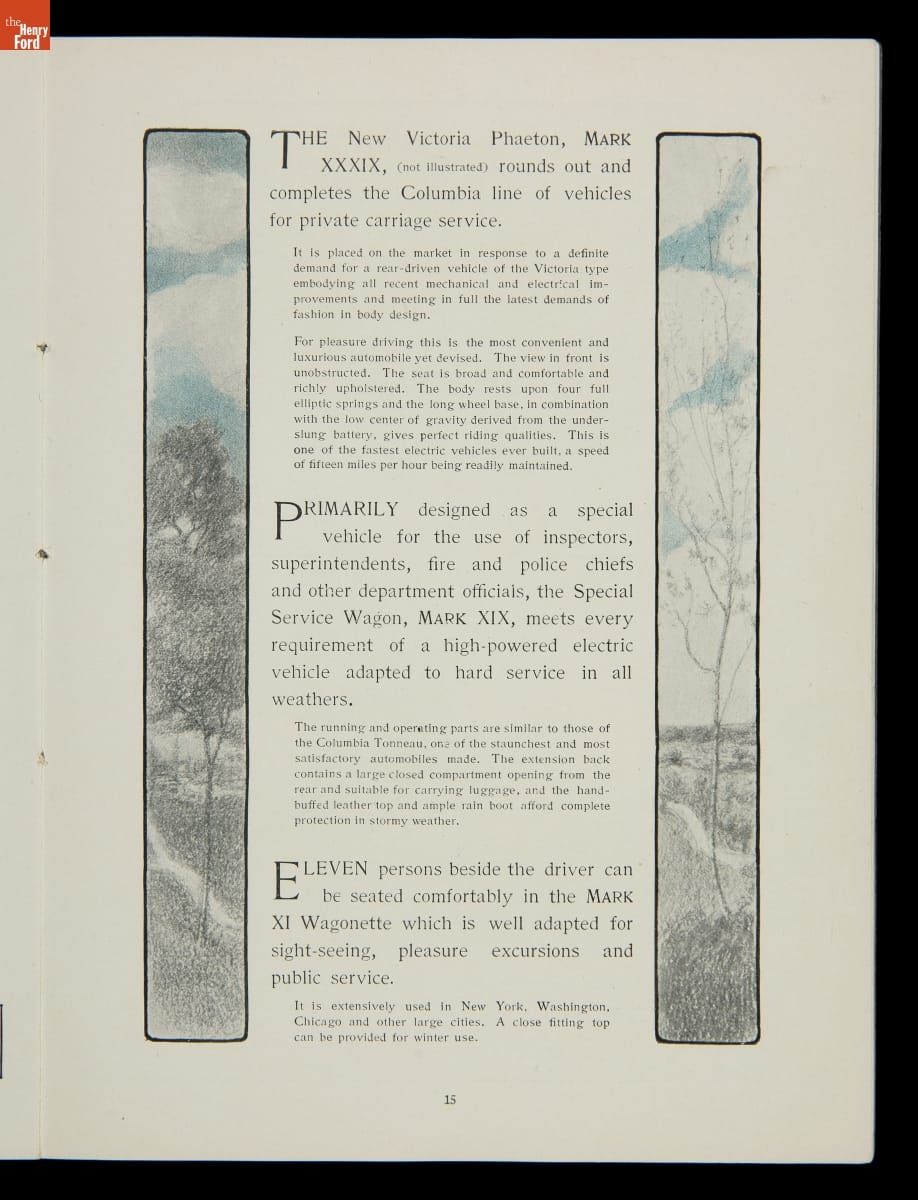 the
Henry
Ford
THE New Victoria Phaeton, MARK
XXXIX, (not illustrated) rounds out and
completes the Columbia line of vehicles
for private carriage service.
It is placed on the market in response to a definite
demand for a rear-driven vehicle of the Victoria type
embodying all recent mechanical and electrical im-
provements and meeting in full the latest demands of
fashion in body design.
For pleasure driving this is the most convenient and
luxurious automobile yet devised. The view in front is
unobstructed. The seat is broad and comfortable and
richly upholstered. The body rests upon four full
elliptic springs and the long wheel base, in combination
with the low center of gravity derived from the under-
slung battery, gives perfect riding qualities. This is
one of the fastest electric vehicles ever built, a speed
of fifteen miles per hour being readily maintained.
PRIMARILY designed as a special
vehicle for the use of inspectors,
superintendents, fire and police chiefs
and other department officials, the Special
Service Wagon, MARK XIX, meets every
requirement of a high-powered electric
vehicle adapted to hard service in all
weathers.
The running and operating parts are similar to those of
the Columbia Tonneau, one of the staunchest and most
satisfactory automobiles made. The extension back
contains a large closed compartment opening from the
rear and suitable for carrying luggage, and the hand-
buffed leather top and ample rain boot afford complete
protection in stormy weather.
ELEVEN persons beside the driver can
be seated comfortably in the MARK
XI Wagonette which is well adapted for
sight-seeing, pleasure excursions and
public service.
It is extensively used in New York, Washington,
Chicago and other large cities. A close fitting top
can be provided for winter use.
15